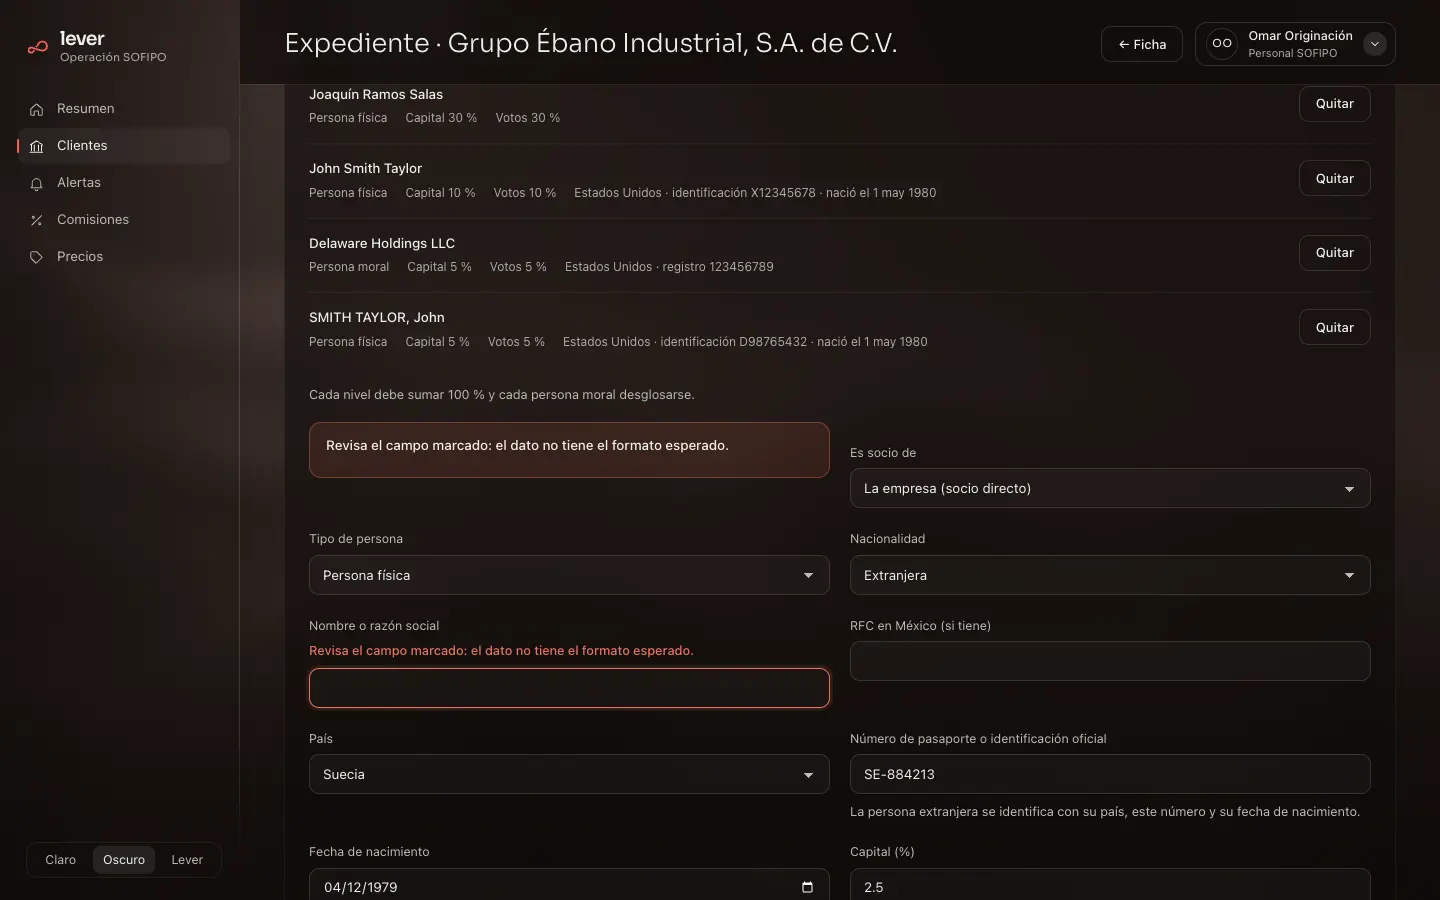 lever
Operación SOFIPO
Resumen
Clientes
Alertas
Comisiones
Precios
Claro Oscuro Lever
Expediente · Grupo Ébano Industrial, S.A. de C.V.
← Ficha
OO
Omar Originación
Personal SOFIPO
Joaquín Ramos Salas
Persona física Capital 30 % Votos 30 %
Quitar
John Smith Taylor
Persona física Capital 10 % Votos 10 % Estados Unidos · identificación X12345678 · nació el 1 may 1980
Quitar
Delaware Holdings LLC
Persona moral Capital 5 % Votos 5 % Estados Unidos · registro 123456789
Quitar
SMITH TAYLOR, John
Persona física Capital 5 % Votos 5 % Estados Unidos · identificación D98765432 · nació el 1 may 1980
Quitar
Cada nivel debe sumar 100 % y cada persona moral desglosarse.
Revisa el campo marcado: el dato no tiene el formato esperado.
Es socio de
La empresa (socio directo)
Tipo de persona
Persona física
Nacionalidad
Extranjera
Nombre o razón social
Revisa el campo marcado: el dato no tiene el formato esperado.
RFC en México (si tiene)
País
Suecia
Número de pasaporte o identificación oficial
SE-884213
La persona extranjera se identifica con su país, este número y su fecha de nacimiento.
Fecha de nacimiento
04/12/1979
Capital (%)
2.5